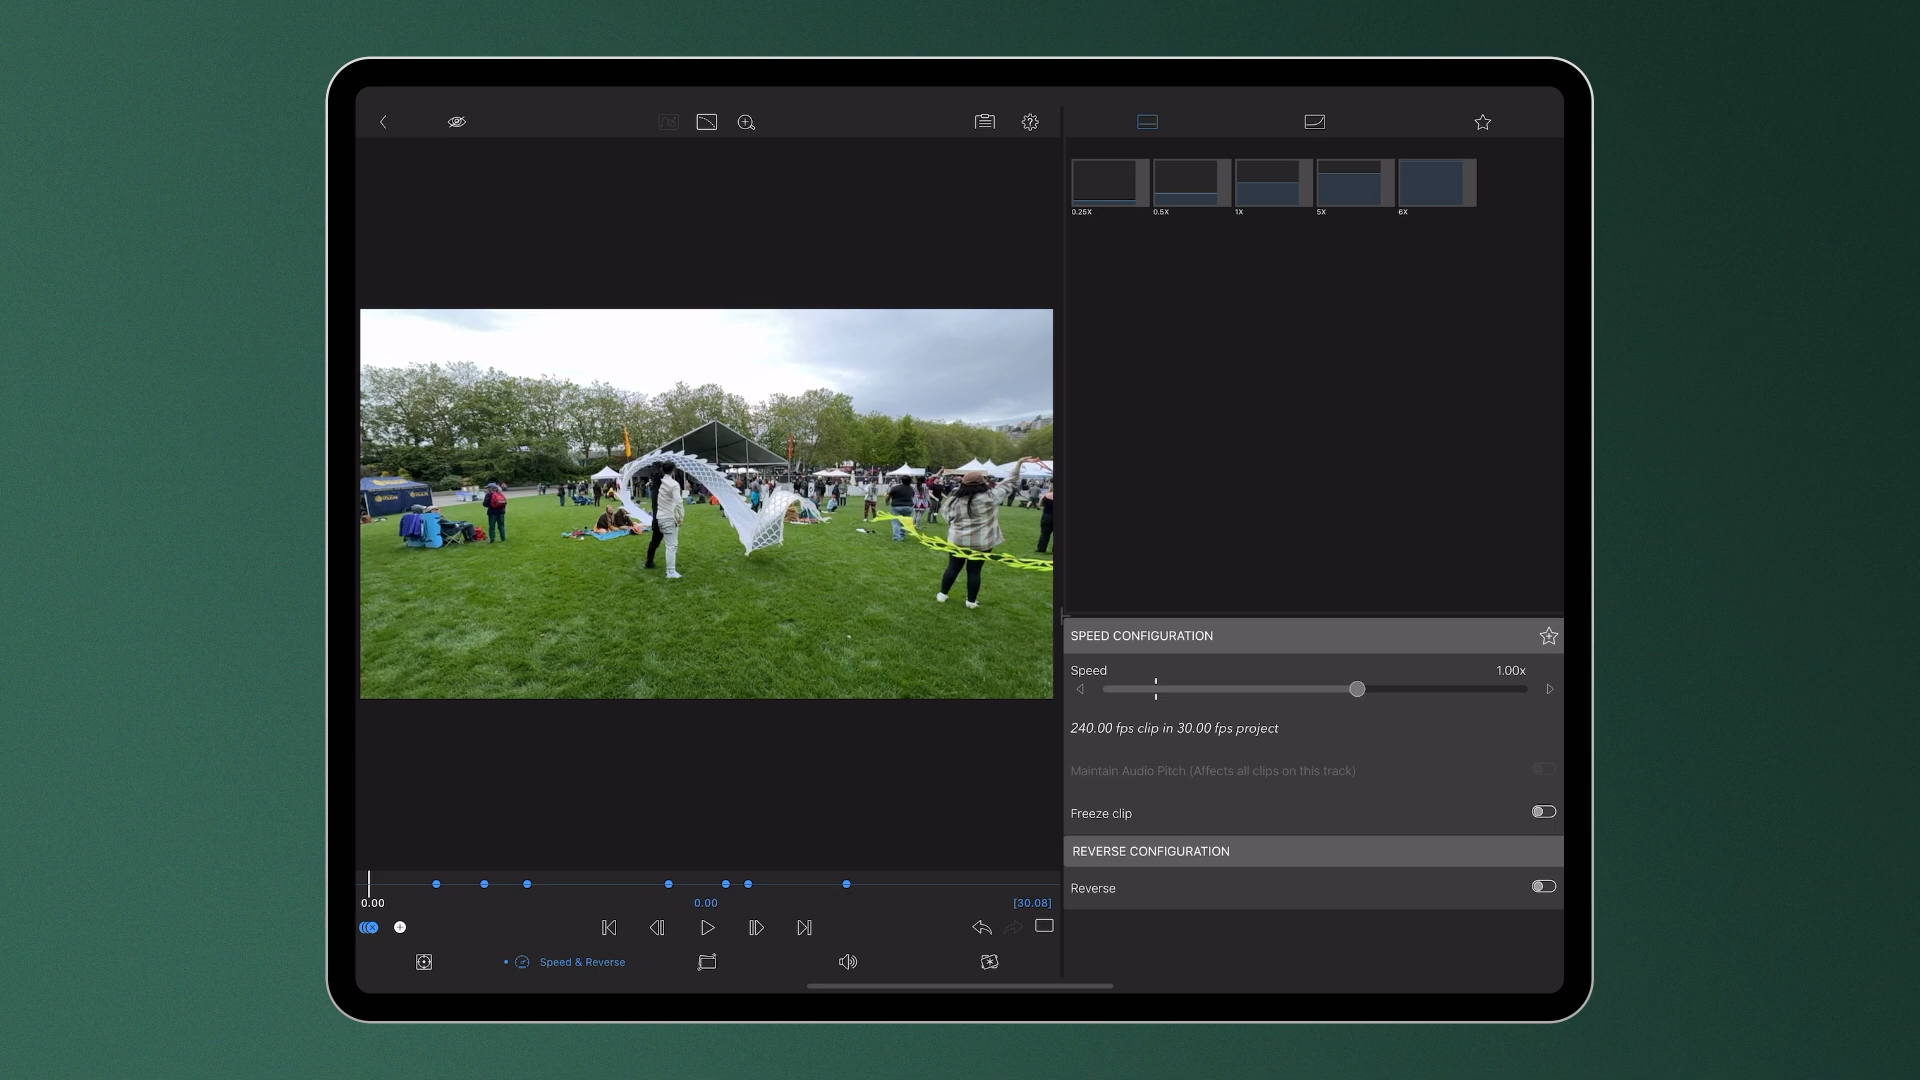 0.25X
0.5X
1X
5X
6X
SPEED CONFIGURATION
Speed
1.00x
240.00 fps clip in 30.00 fps project
Maintain Audio Pitch (Affects all clips on this track)
Freeze clip
REVERSE CONFIGURATION
Reverse
0.00
0.00
[30.08]
Speed & Reverse